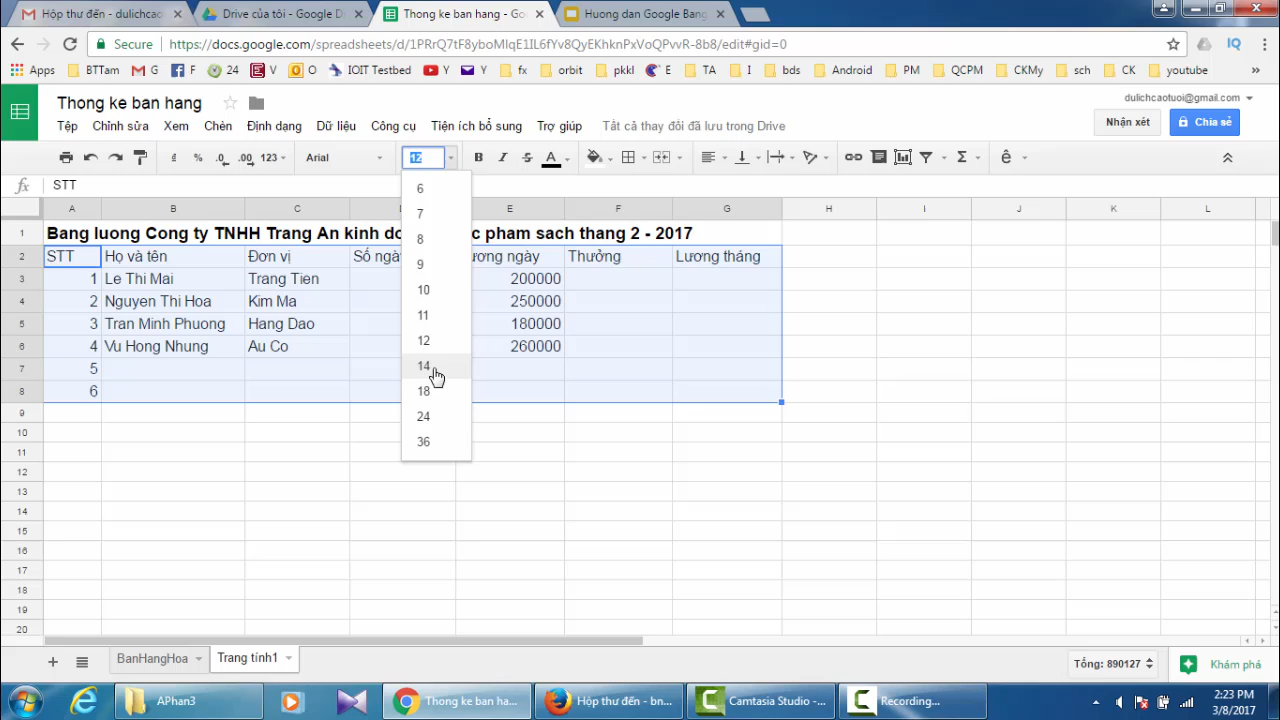 Hộp thư đến - dulichcao
Drive của tôi - Google D
Thong ke ban hang - Go
Huong dan Google Bang
Secure
https://docs.google.com/spreadsheets/d/1PRrQ7tF8yboMIqE1IL6fYv8QyEKhknPxVoQPvvR-8b8/edit#gid=0
IQ
Apps BTTam G F 24 V O IOIT Testbed Y Y fx orbit pkkl E TA I bds Android PM QCPM CKMy sch CK youtube »
Thong ke ban hang
dulichcaotuoi@gmail.com
Tệp Chỉnh sửa Xem Chèn Định dạng Dữ liệu Công cụ Tiện ích bổ sung Trợ giúp Tất cả thay đổi đã lưu trong Drive
Nhận xét Chia sẻ
₫ % .0 .00 123 Arial 12 B I S A Σ ê
fx STT
A B C E F G H I J K L
1 Bang luong Cong ty TNHH Trang An kinh do c pham sach thang 2 - 2017
2 STT Họ và tên Đơn vị Số ngà ương ngày Thưởng Lương tháng
3 1 Le Thi Mai Trang Tien 200000
4 2 Nguyen Thi Hoa Kim Ma 250000
5 3 Tran Minh Phuong Hang Dao 180000
6 4 Vu Hong Nhung Au Co 260000
7 5
8 6
9
10
11
12
13
14
15
16
17
18
19
20
6
7
8
9
10
11
12
14
18
24
36
+ BanHangHoa Trang tính1
Tổng: 890127
Khám phá
APhan3
Thong ke ban ha...
Hộp thư đến - bn...
Camtasia Studio -...
Recording...
2:23 PM
3/8/2017